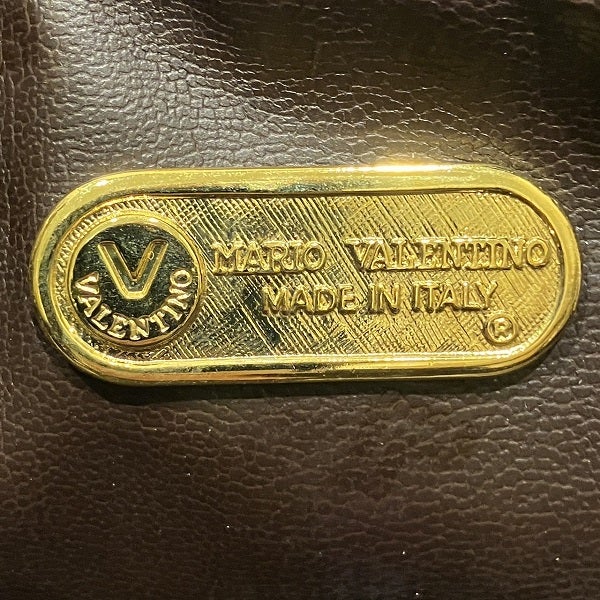 V
VALENTINO
MARIO VALENTINO
MADE IN ITALY
®